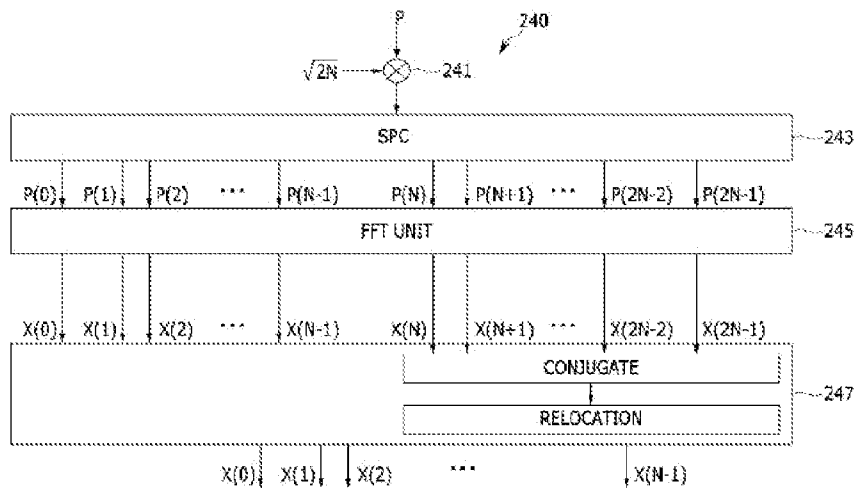 P
240
√2N
241
SPC
243
P(0) P(1) P(2) ··· P(N-1) P(N) P(N+1) ··· P(2N-2) P(2N-1)
FFT UNIT
245
X(0) X(1) X(2) ··· X(N-1) X(N) X(N+1) ··· X(2N-2) X(2N-1)
CONJUGATE
247
RELOCATION
X(0) X(1) X(2) ··· X(N-1)